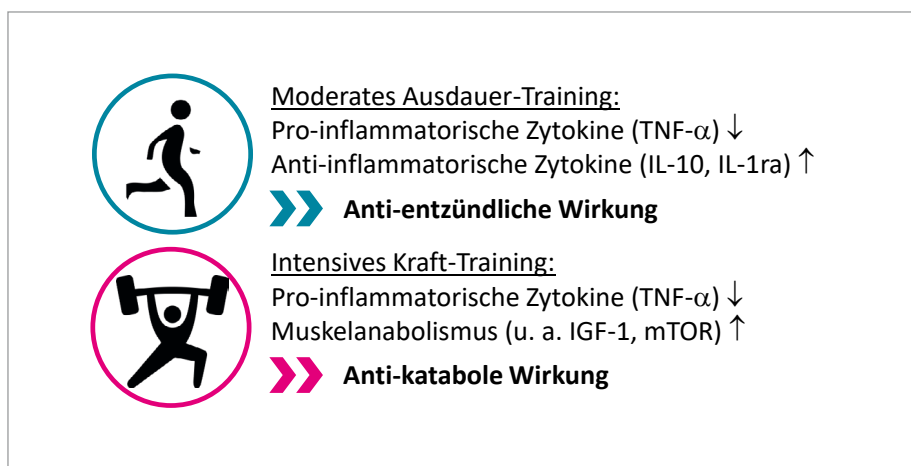 Moderates Ausdauer-Training:
Pro-inflammatorische Zytokine (TNF-α) ↓
Anti-inflammatorische Zytokine (IL-10, IL-1ra) ↑
Anti-entzündliche Wirkung
Intensives Kraft-Training:
Pro-inflammatorische Zytokine (TNF-α) ↓
Muskelanabolismus (u. a. IGF-1, mTOR) ↑
Anti-katabole Wirkung